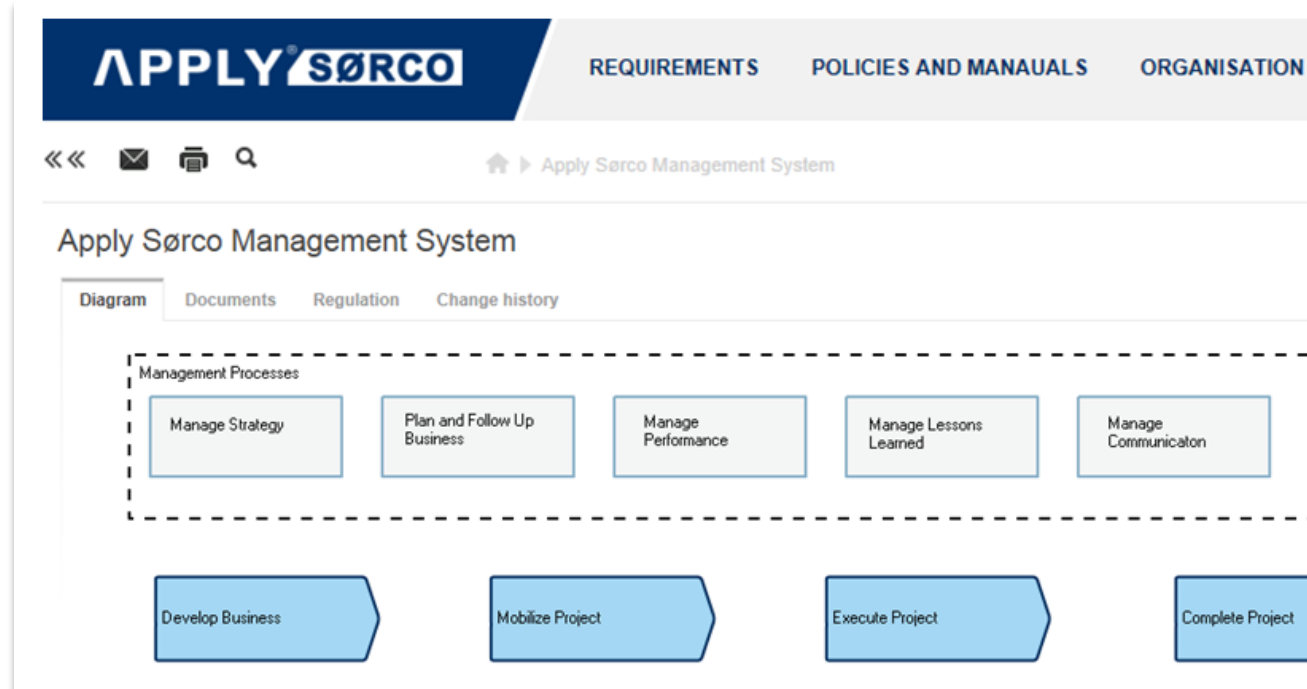 APPLY® SØRCO
REQUIREMENTS POLICIES AND MANAUALS ORGANISATION
Apply Sørco Management System
Apply Sørco Management System
Diagram Documents Regulation Change history
Management Processes
Manage Strategy
Plan and Follow Up
Business
Manage
Performance
Manage Lessons
Learned
Manage
Communicaton
Develop Business
Mobilize Project
Execute Project
Complete Project